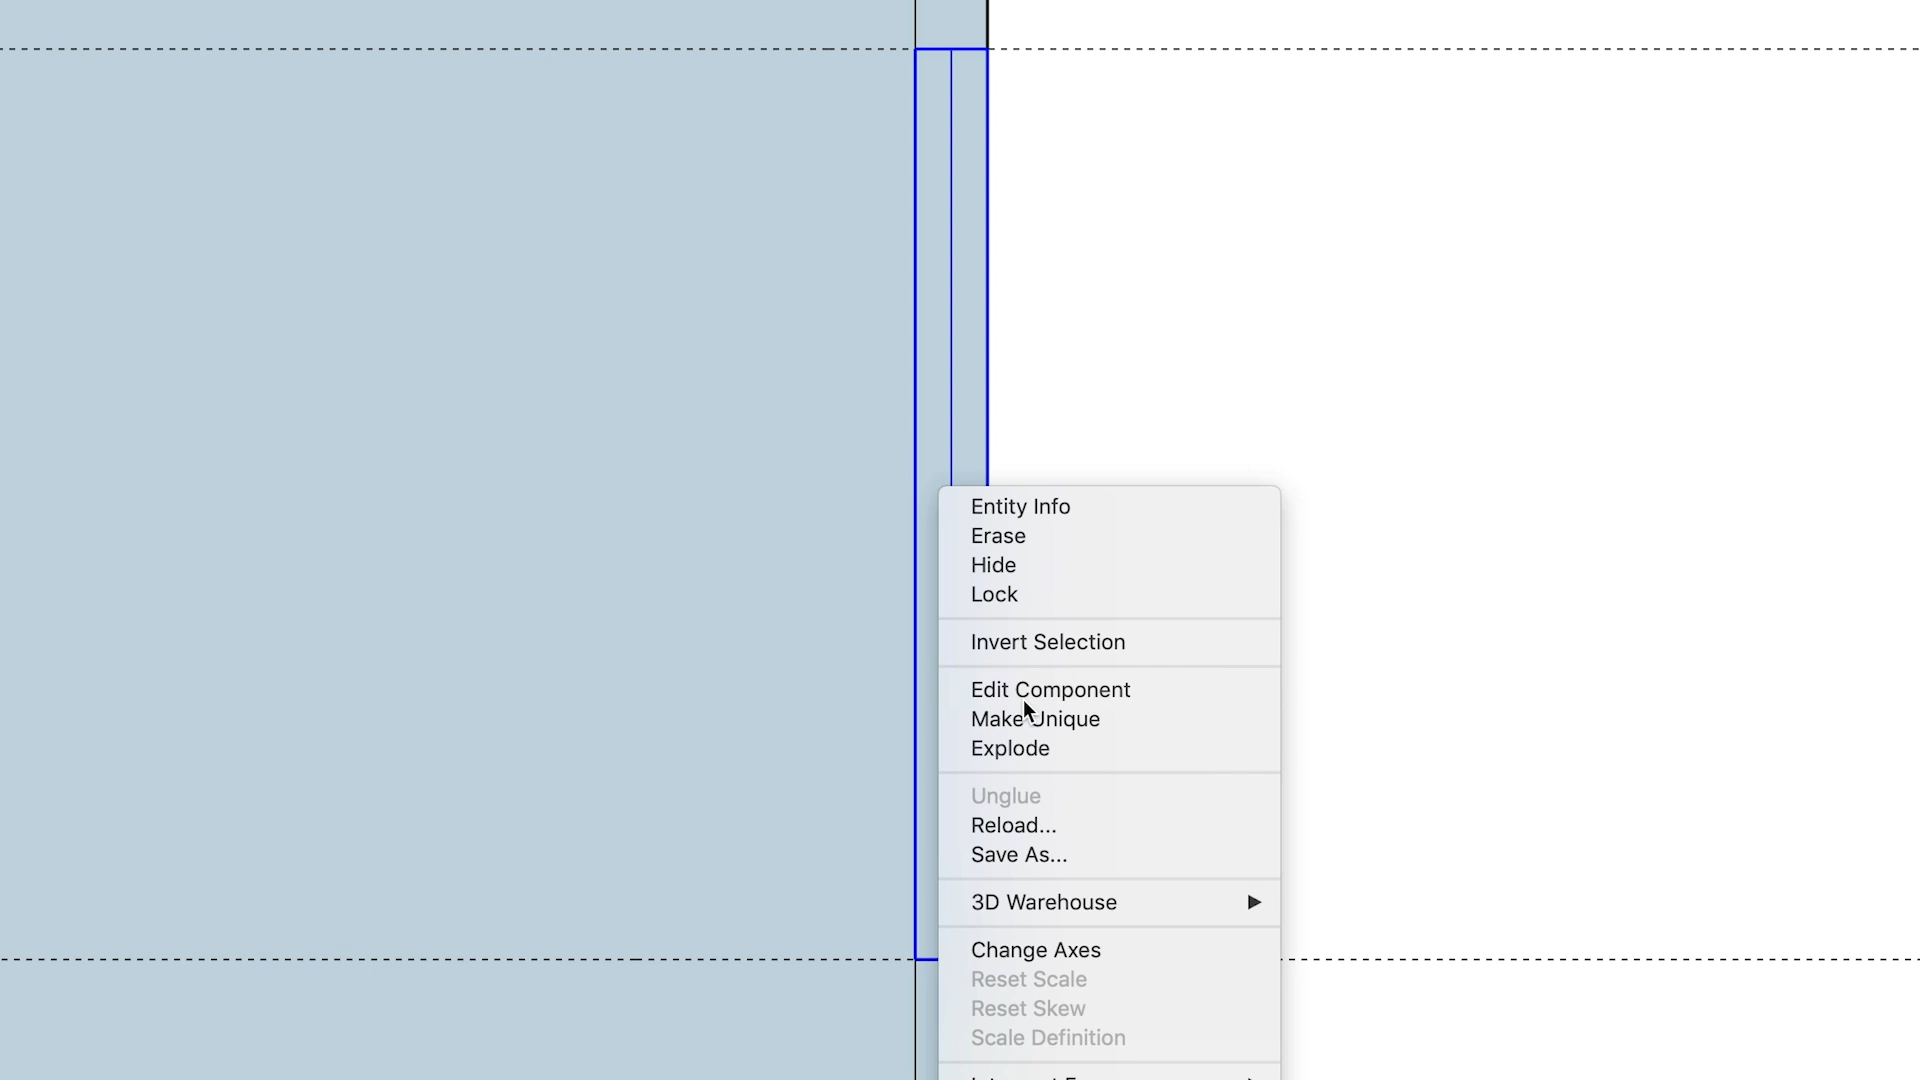 Entity Info
Erase
Hide
Lock
Invert Selection
Edit Component
Make Unique
Explode
Unglue
Reload...
Save As...
3D Warehouse
Change Axes
Reset Scale
Reset Skew
Scale Definition